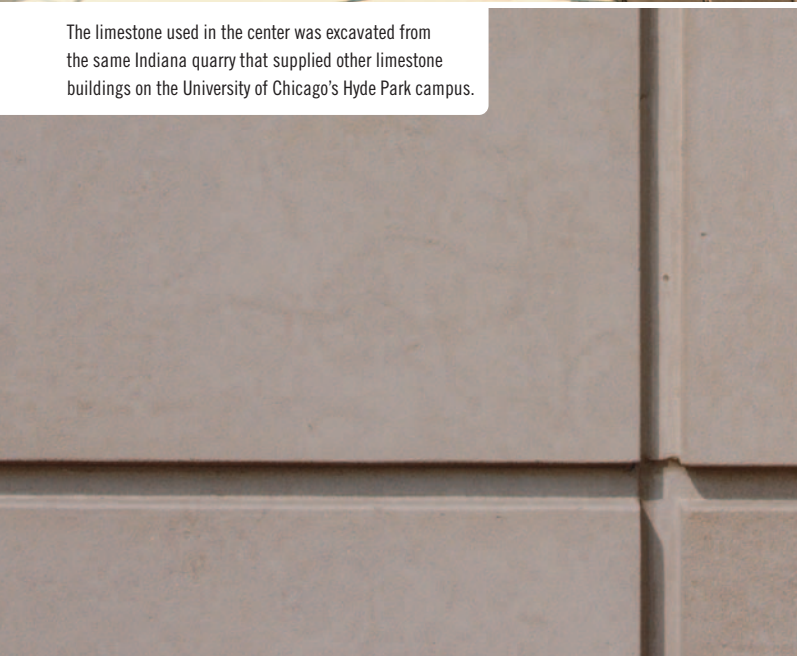 The limestone used in the center was excavated from
the same Indiana quarry that supplied other limestone
buildings on the University of Chicago's Hyde Park campus.